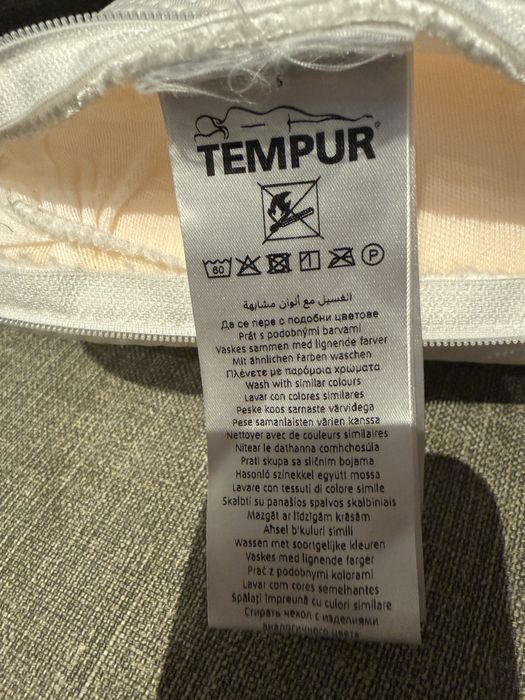 S
TEMPUR®
60 P
الغسيل مع ألوان مشابهة
Да се пере с подобни цветове
Prát s podobnými barvami
Vaskes sammen med lignende farver
Mit ähnlichen Farben waschen
Πλένετε με παρόμοια χρώματα
Wash with similar colours
Lavar con colores similares
Peske koos sarnaste värvidega
Pese samanlaisten värien kanssa
Nettoyer avec de couleurs similaires
Nitear le dathanna comhchosúla
Prati skupa sa sličnim bojama
Hasonló színekkel együtt mossa
Lavare con tessuti di colore simile
Skalbti su panašios spalvos skalbiniais
Mazgāt ar līdzīgām krāsām
Aħsel b'kuluri simili
Wassen met soortgelijke kleuren
Vaskes med lignende farger
Prać z podobnymi kolorami
Lavar com cores semelhantes
Spălați împreună cu culori similare
Стирать чехол с изделиями
аналогичного цвета